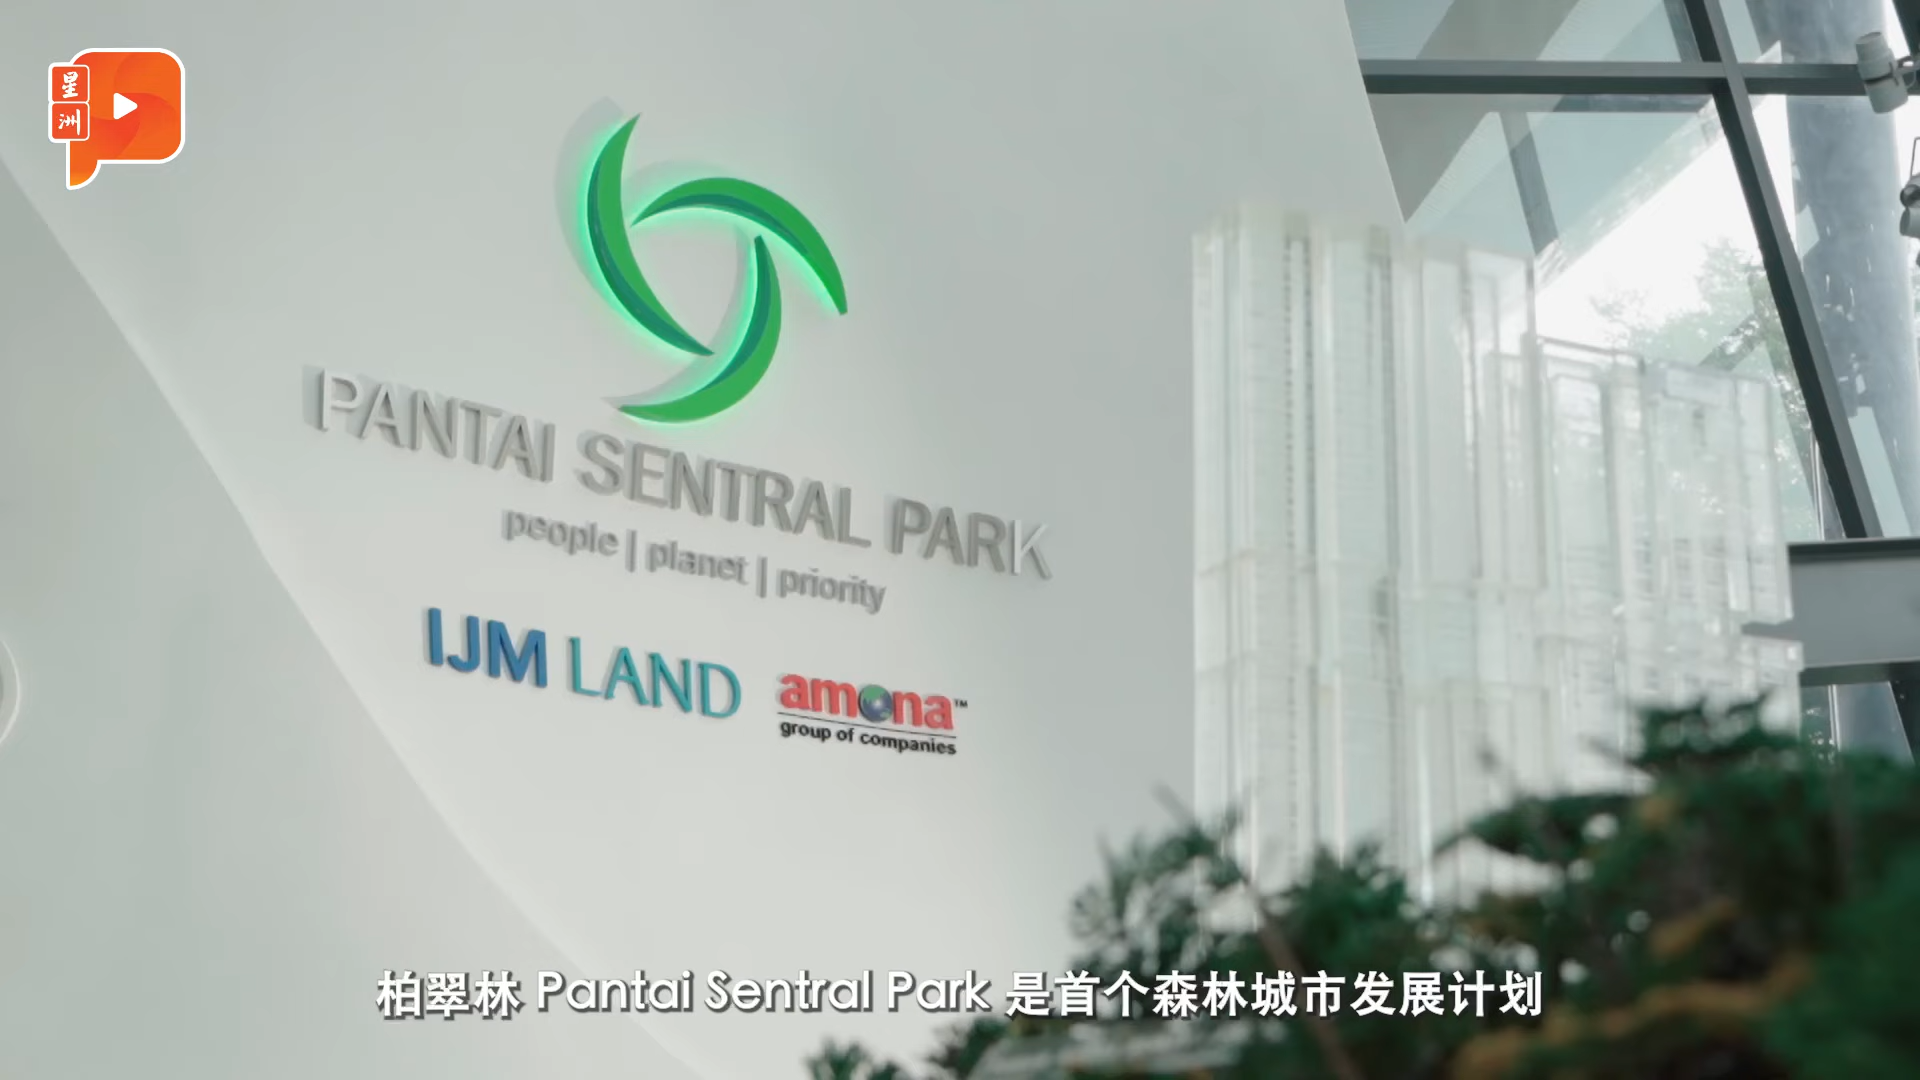 星洲
PANTAI SENTRAL PARK
people | planet | priority
IJM LAND
amona™
group of companies
柏翠林 Pantai Sentral Park 是首个森林城市发展计划